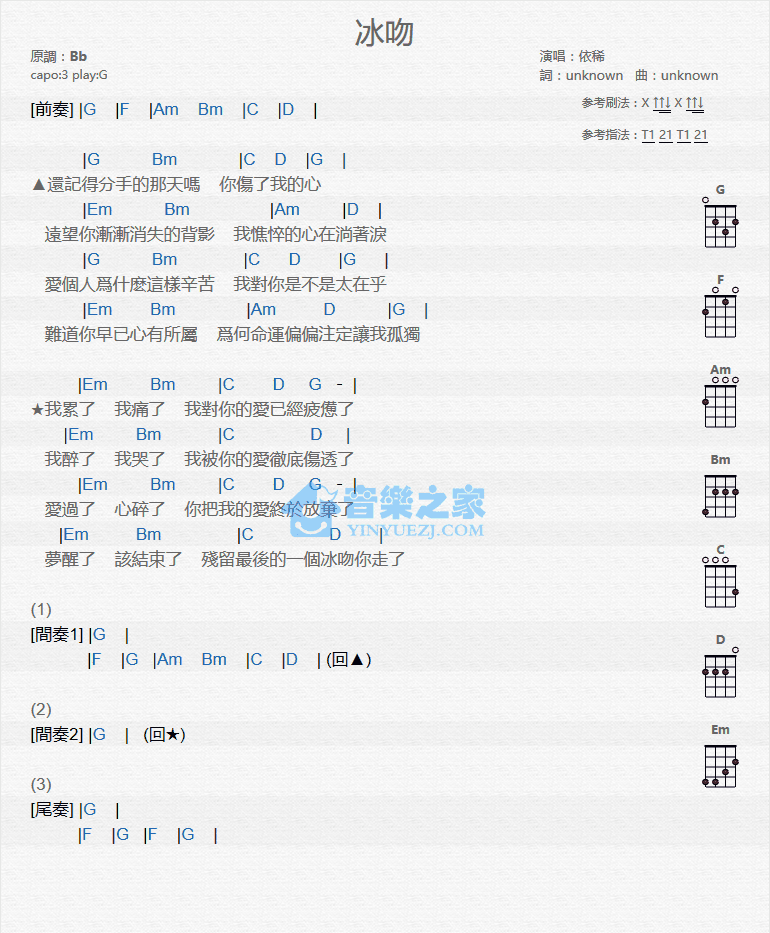 冰吻
原調：Bb
capo:3 play:G
演唱：依稀
詞：unknown 曲：unknown
参考刷法：X ↑↑↓ X ↑↑↓
参考指法：T1 21 T1 21
[前奏] |G |F |Am Bm |C |D |
|G Bm |C D |G |
▲還記得分手的那天嗎 你傷了我的心
|Em Bm |Am |D |
遠望你漸漸消失的背影 我憔悴的心在淌著淚
|G Bm |C D |G |
愛個人爲什麼這樣辛苦 我對你是不是太在乎
|Em Bm |Am D |G |
難道你早已心有所屬 爲何命運偏偏注定讓我孤獨
|Em Bm |C D G - |
★我累了 我痛了 我對你的愛已經疲憊了
|Em Bm |C D |
我醉了 我哭了 我被你的愛徹底傷透了
|Em Bm |C D G - |
愛過了 心碎了 你把我的愛終於放棄了
|Em Bm |C D |
夢醒了 該結束了 殘留最後的一個冰吻你走了
音樂之家
YINYUEZJ.COM
(1)
[間奏1] |G |
|F |G |Am Bm |C |D | (回▲)
(2)
[間奏2] |G | (回★)
(3)
[尾奏] |G |
|F |G |F |G |
G
F
Am
Bm
C
D
Em